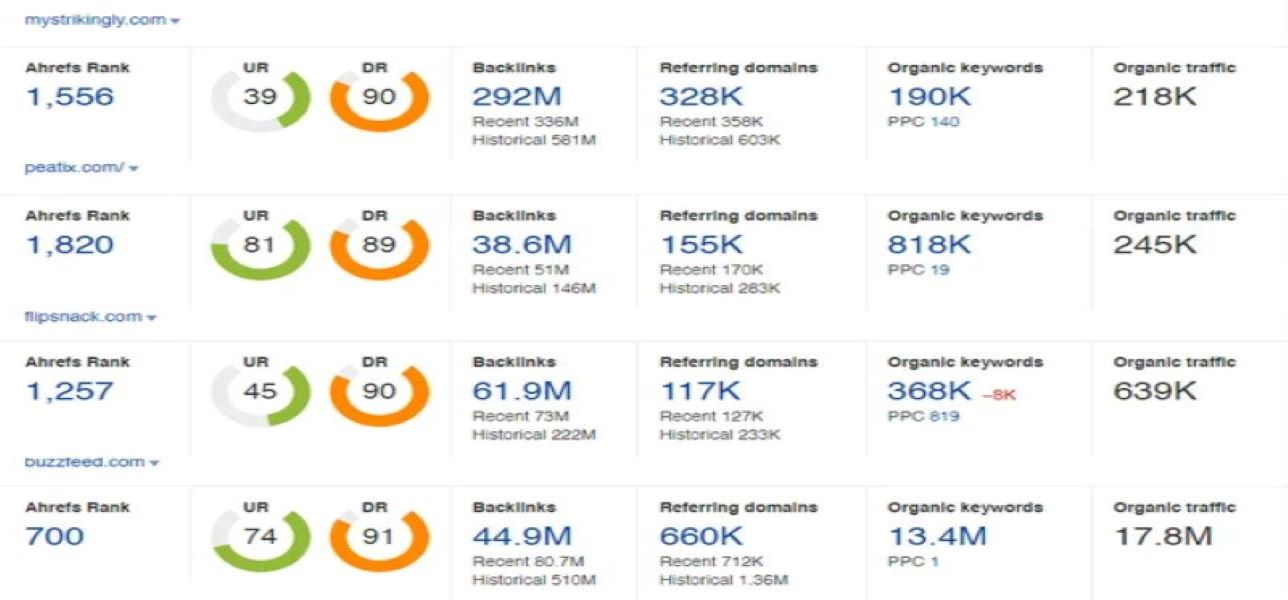 mystrikingly.com
Ahrefs Rank UR DR Backlinks Referring domains Organic keywords Organic traffic
1,556 39 90 292M 328K 190K 218K
Recent 336M Recent 358K PPC 140
Historical 581M Historical 603K
peatix.com/
Ahrefs Rank UR DR Backlinks Referring domains Organic keywords Organic traffic
1,820 81 89 38.6M 155K 818K 245K
Recent 51M Recent 170K PPC 19
Historical 146M Historical 283K
flipsnack.com
Ahrefs Rank UR DR Backlinks Referring domains Organic keywords Organic traffic
1,257 45 90 61.9M 117K 368K -8K 639K
Recent 73M Recent 127K PPC 819
Historical 222M Historical 233K
buzzfeed.com
Ahrefs Rank UR DR Backlinks Referring domains Organic keywords Organic traffic
700 74 91 44.9M 660K 13.4M 17.8M
Recent 80.7M Recent 712K PPC 1
Historical 510M Historical 1.36M